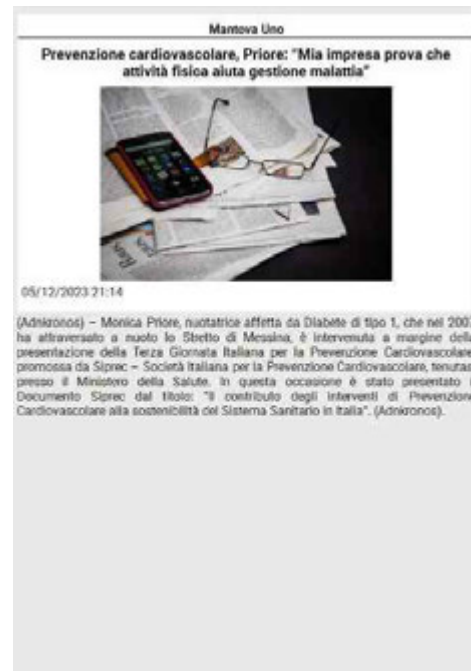 Mantova Uno
Prevenzione cardiovascolare, Priore: “Mia impresa prova che
attività fisica aiuta gestione malattia”
05/12/2023 21:14
(Adnkronos) – Monica Priore, nuotatrice affetta da Diabete di tipo 1, che nel 2007
ha attraversato a nuoto lo Stretto di Messina, è intervenuta a margine della
presentazione della Terza Giornata Italiana per la Prevenzione Cardiovascolare
promossa da Siprec – Società Italiana per la Prevenzione Cardiovascolare, tenutas
presso il Ministero della Salute. In questa occasione è stato presentato
Documento Siprec dal titolo: “Il contributo degli interventi di Prevenzione
Cardiovascolare alla sostenibilità del Sistema Sanitario in Italia”. (Adnkronos).